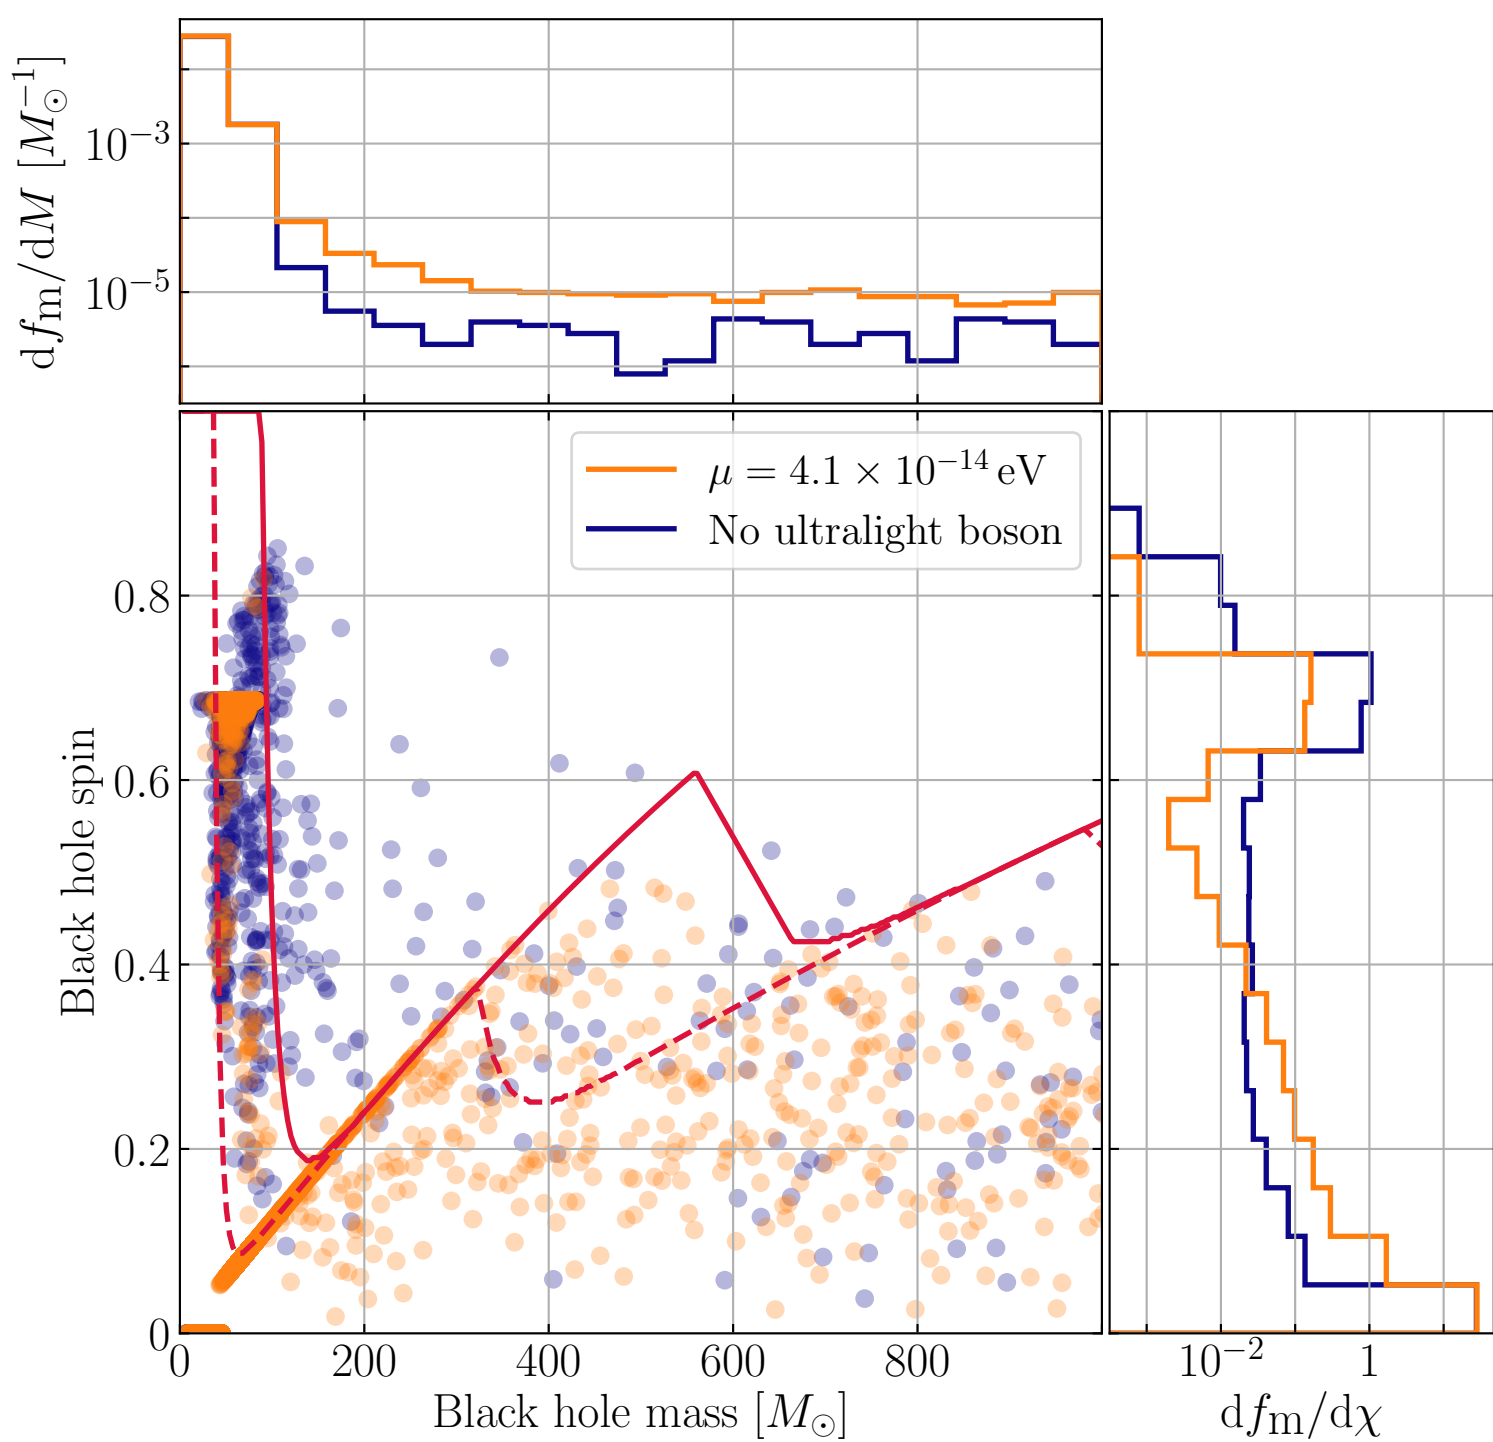 df_m/dM [M_⊙^−1]
10^−3
10^−5
μ = 4.1 × 10^−14 eV
No ultralight boson
Black hole spin
0.8
0.6
0.4
0.2
0
0 200 400 600 800
Black hole mass [M_⊙]
10^−2 1
df_m/dχ